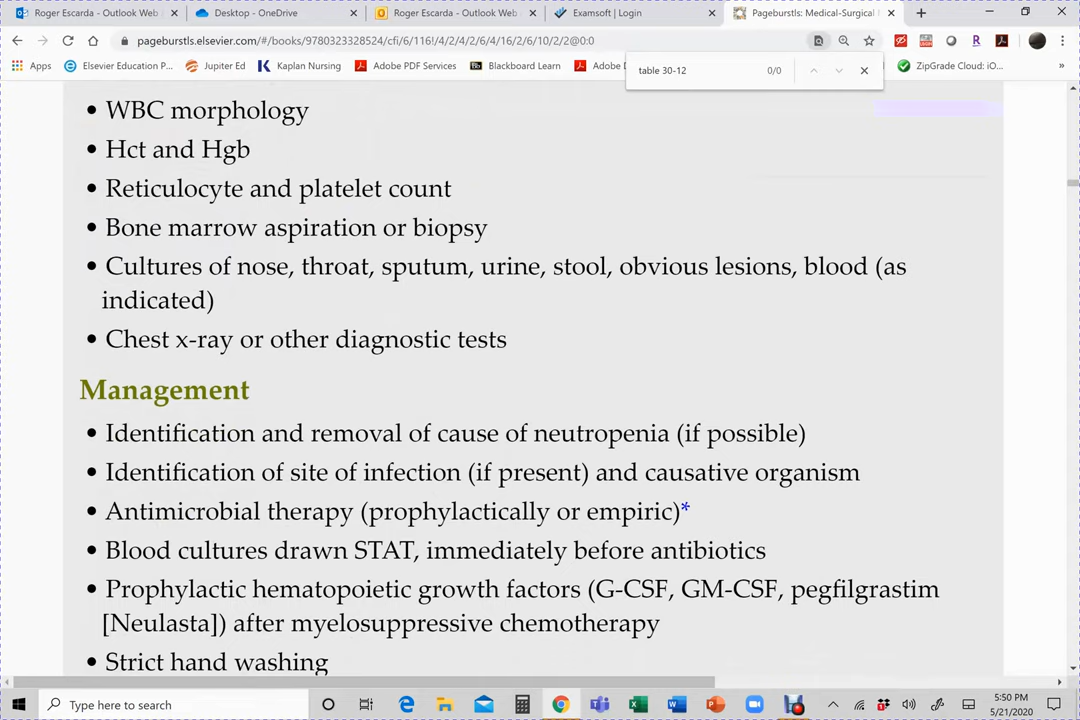 Roger Escarda - Outlook Web
Desktop - OneDrive
Roger Escarda - Outlook Web
Examsoft | Login
Pageburstls: Medical-Surgical
pageburstls.elsevier.com/#/books/9780323328524/cfi/6/116!/4/2/4/2/6/4/16/2/6/10/2/2@0:0
Apps
Elsevier Education P...
Jupiter Ed
Kaplan Nursing
Adobe PDF Services
Blackboard Learn
Adobe D
table 30-12
0/0
ZipGrade Cloud: iO...
»
• WBC morphology
• Hct and Hgb
• Reticulocyte and platelet count
• Bone marrow aspiration or biopsy
• Cultures of nose, throat, sputum, urine, stool, obvious lesions, blood (as
indicated)
• Chest x-ray or other diagnostic tests
Management
• Identification and removal of cause of neutropenia (if possible)
• Identification of site of infection (if present) and causative organism
• Antimicrobial therapy (prophylactically or empiric)*
• Blood cultures drawn STAT, immediately before antibiotics
• Prophylactic hematopoietic growth factors (G-CSF, GM-CSF, pegfilgrastim
[Neulasta]) after myelosuppressive chemotherapy
• Strict hand washing
Type here to search
5:50 PM
5/21/2020